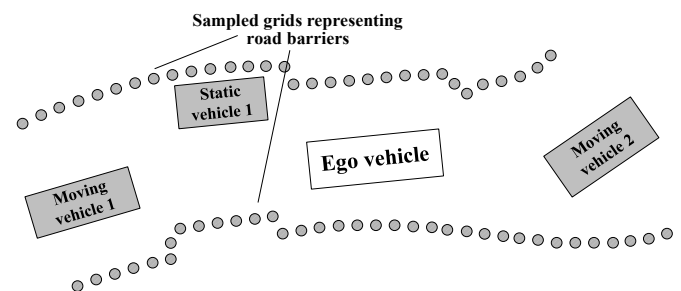 Sampled grids representing
road barriers
Static
vehicle 1
Ego vehicle
Moving
vehicle 2
Moving
vehicle 1